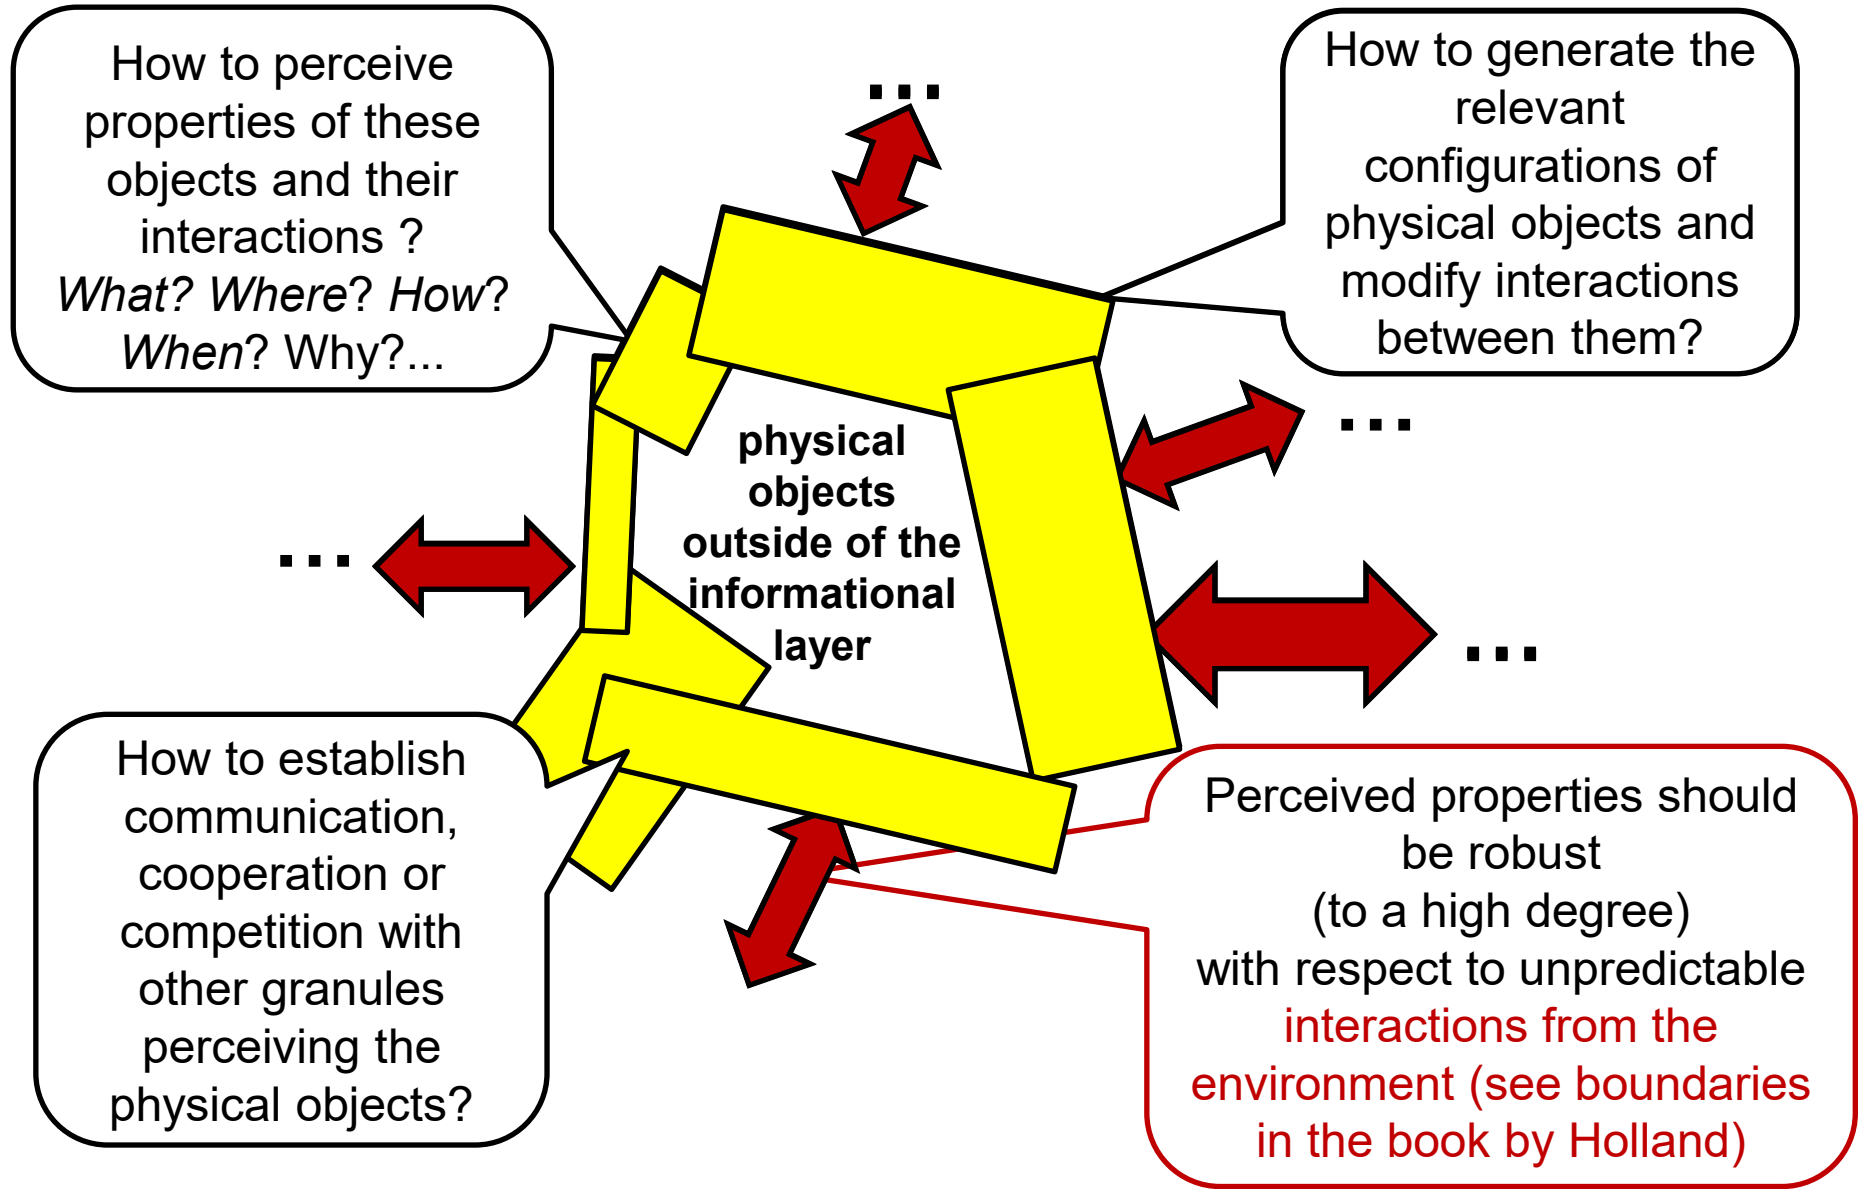 How to perceive
properties of these
objects and their
interactions ?
What? Where? How?
When? Why?...
...
How to generate the
relevant
configurations of
physical objects and
modify interactions
between them?
physical
objects
outside of the
informational
layer
...
...
...
How to establish
communication,
cooperation or
competition with
other granules
perceiving the
physical objects?
Perceived properties should
be robust
(to a high degree)
with respect to unpredictable
interactions from the
environment (see boundaries
in the book by Holland)